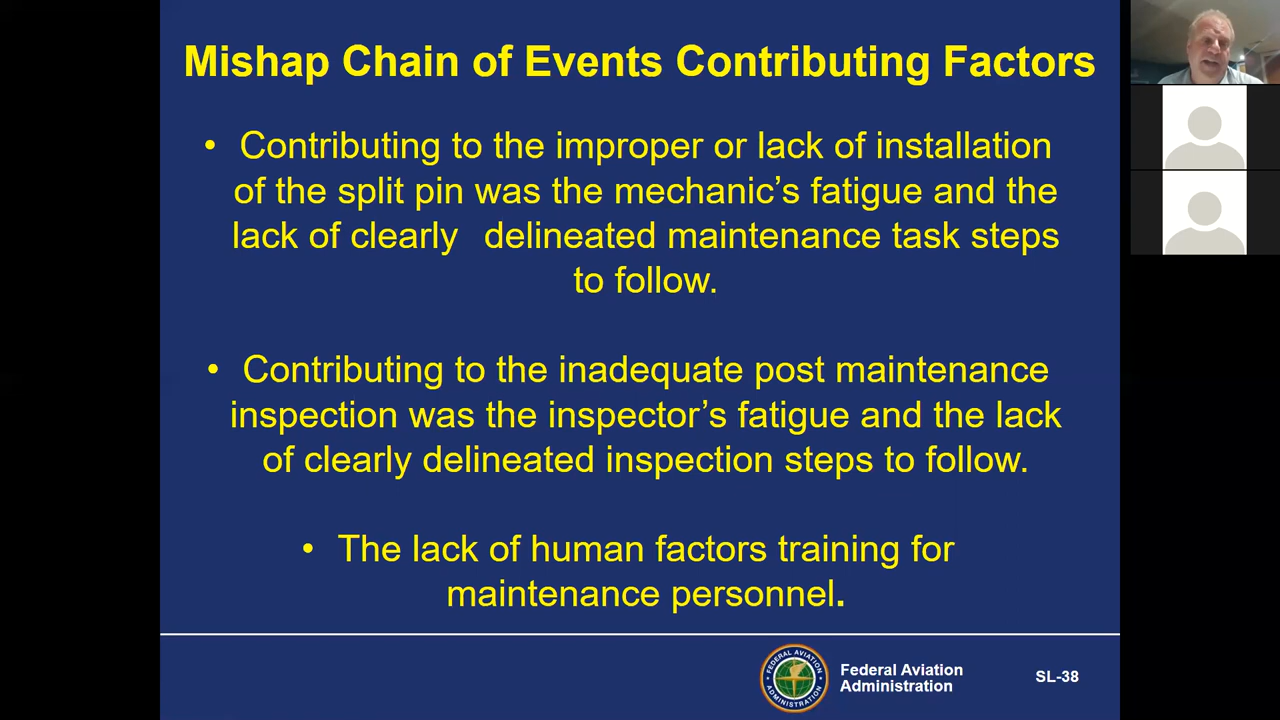 Mishap Chain of Events Contributing Factors
• Contributing to the improper or lack of installation
of the split pin was the mechanic’s fatigue and the
lack of clearly delineated maintenance task steps
to follow.
• Contributing to the inadequate post maintenance
inspection was the inspector’s fatigue and the lack
of clearly delineated inspection steps to follow.
• The lack of human factors training for
maintenance personnel.
FEDERAL AVIATION
ADMINISTRATION
Federal Aviation
Administration
SL-38